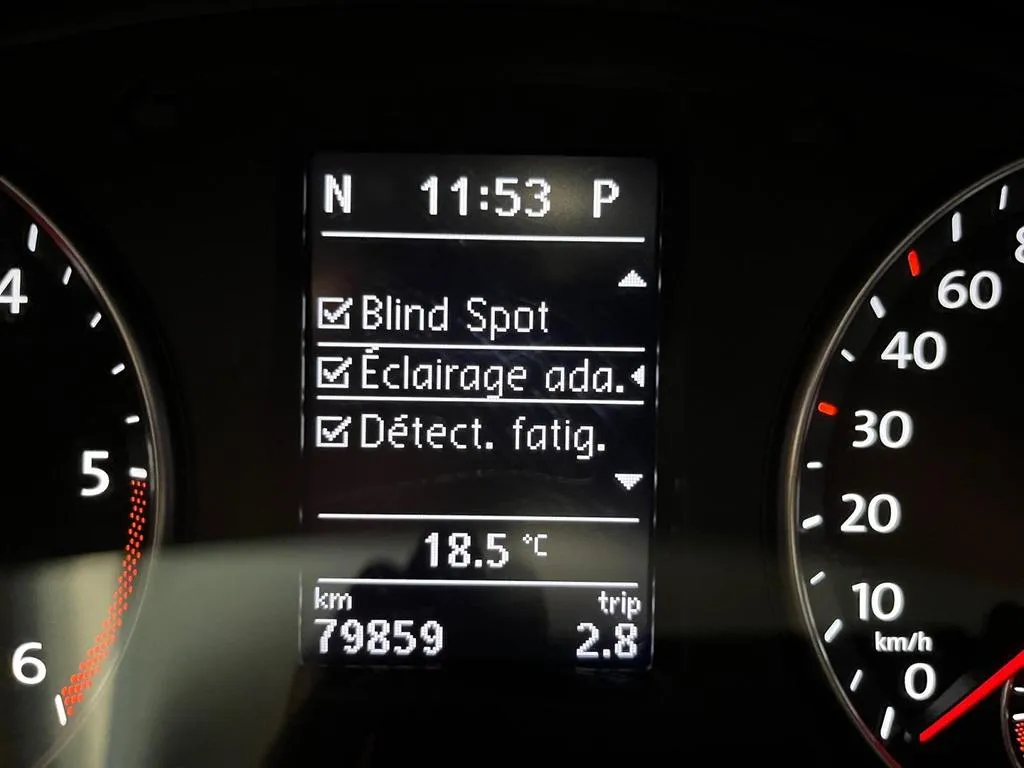 N 11:53 P
Blind Spot
Éclairage ada.
Détect. fatig.
18.5 °C
km trip
79859 2.8
4
5
6
60
40
30
20
10
km/h
0